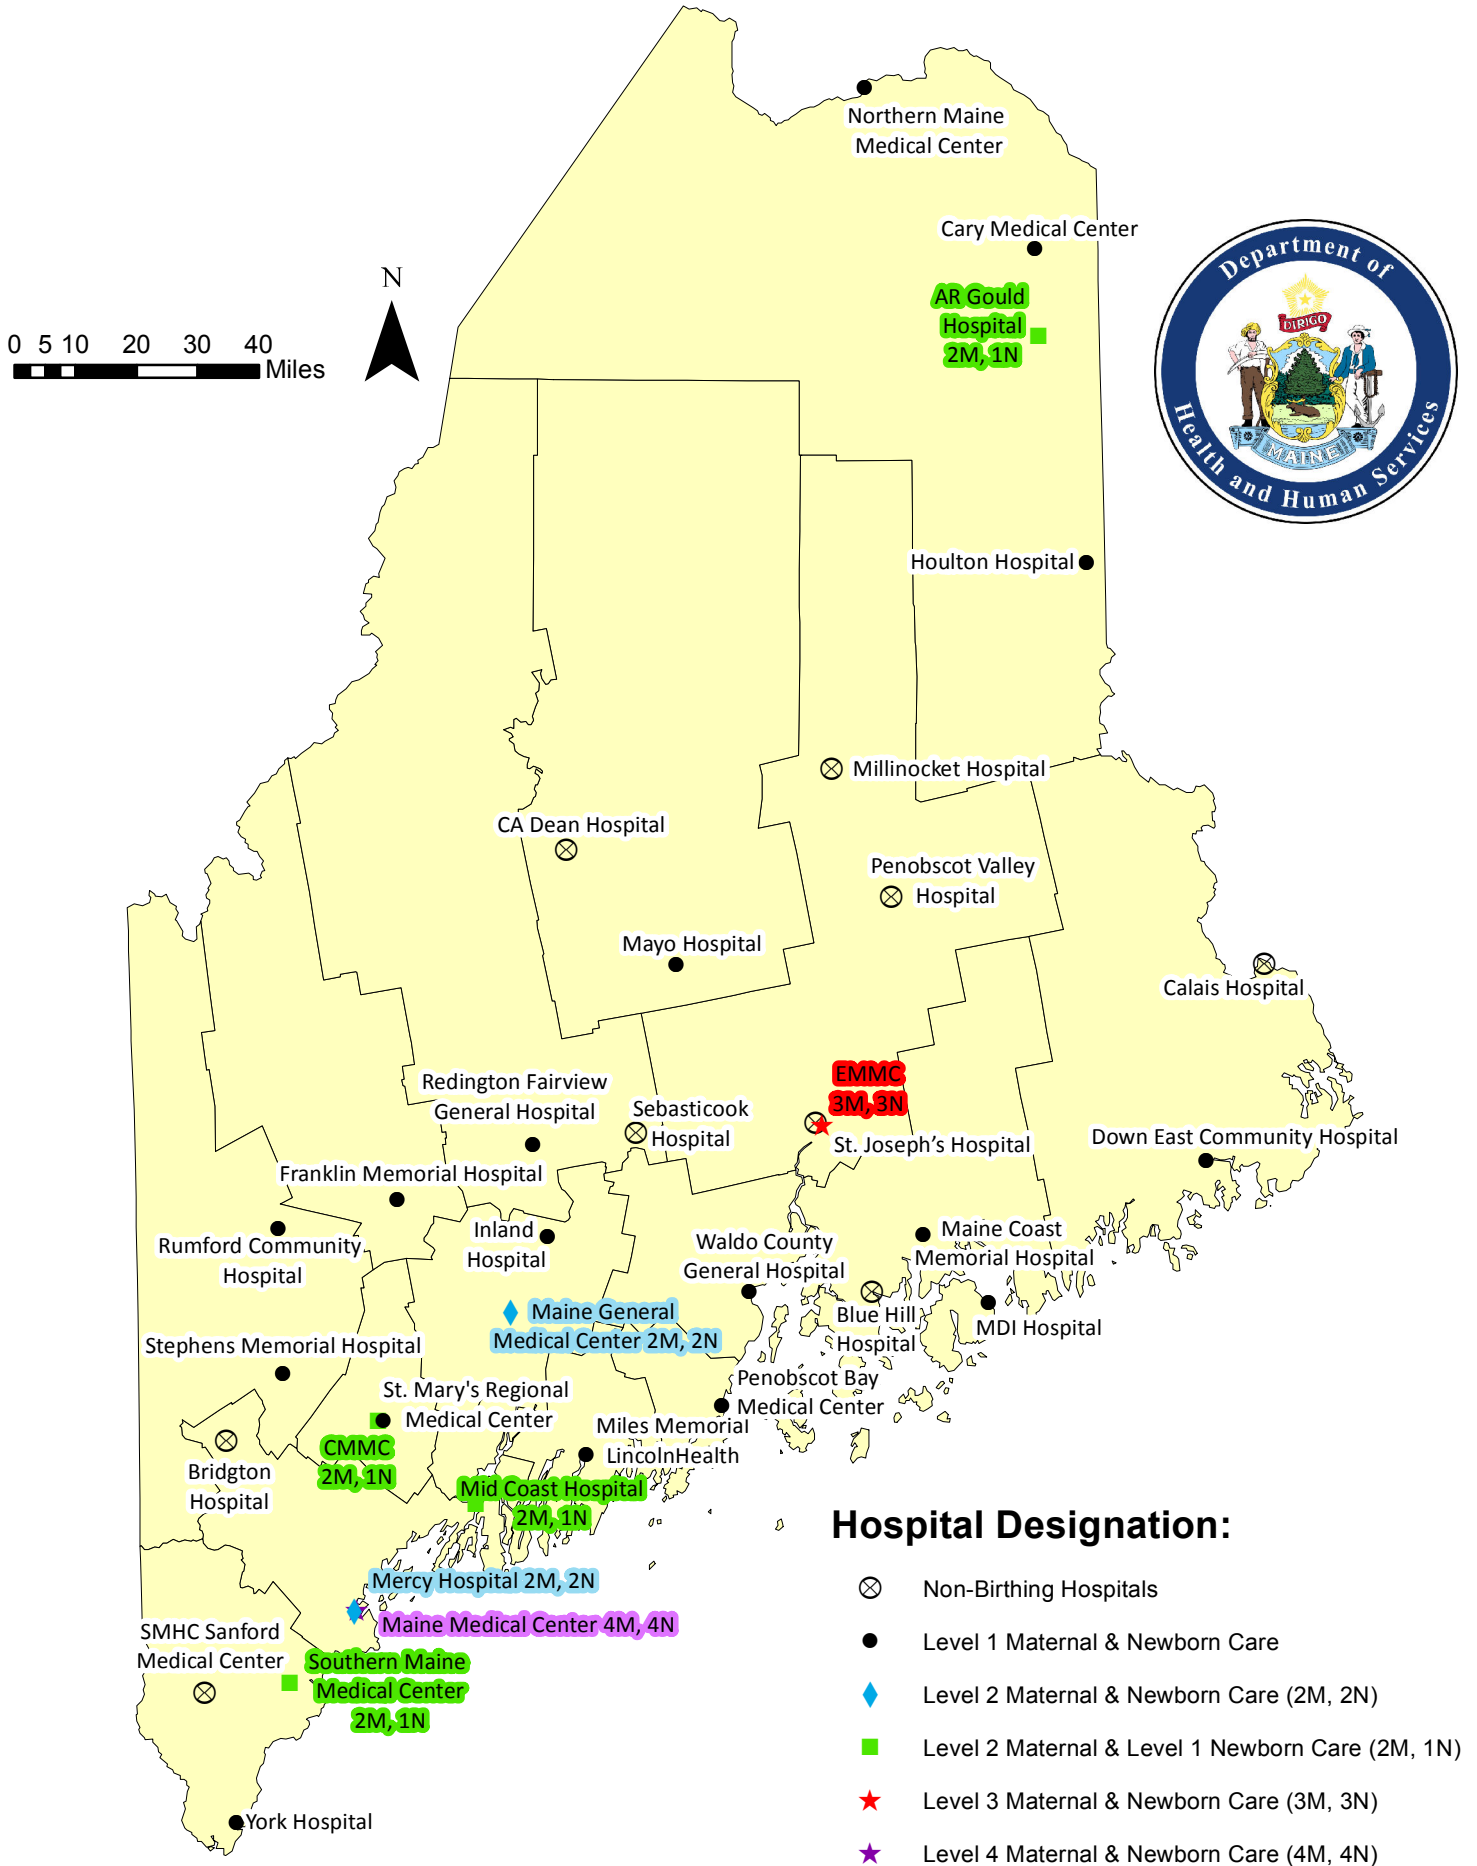 Northern Maine
Medical Center
Cary Medical Center
Department of
Health and Human Services
DIRIGO
MAINE
AR Gould
Hospital
2M, 1N
N
0 5 10 20 30 40
Miles
Houlton Hospital
Millinocket Hospital
CA Dean Hospital
Penobscot Valley
Hospital
Mayo Hospital
Calais Hospital
EMMC
3M, 3N
Redington Fairview
General Hospital
Sebasticook
Hospital
St. Joseph’s Hospital
Down East Community Hospital
Franklin Memorial Hospital
Rumford Community
Hospital
Inland
Hospital
Waldo County
General Hospital
Maine Coast
Memorial Hospital
Blue Hill
Hospital
MDI Hospital
Maine General
Medical Center 2M, 2N
Stephens Memorial Hospital
St. Mary's Regional
Medical Center
Penobscot Bay
Medical Center
Miles Memorial
LincolnHealth
CMMC
2M, 1N
Bridgton
Hospital
Mid Coast Hospital
2M, 1N
Mercy Hospital 2M, 2N
Maine Medical Center 4M, 4N
SMHC Sanford
Medical Center
Southern Maine
Medical Center
2M, 1N
York Hospital
Hospital Designation:
Non-Birthing Hospitals
Level 1 Maternal & Newborn Care
Level 2 Maternal & Newborn Care (2M, 2N)
Level 2 Maternal & Level 1 Newborn Care (2M, 1N)
Level 3 Maternal & Newborn Care (3M, 3N)
Level 4 Maternal & Newborn Care (4M, 4N)